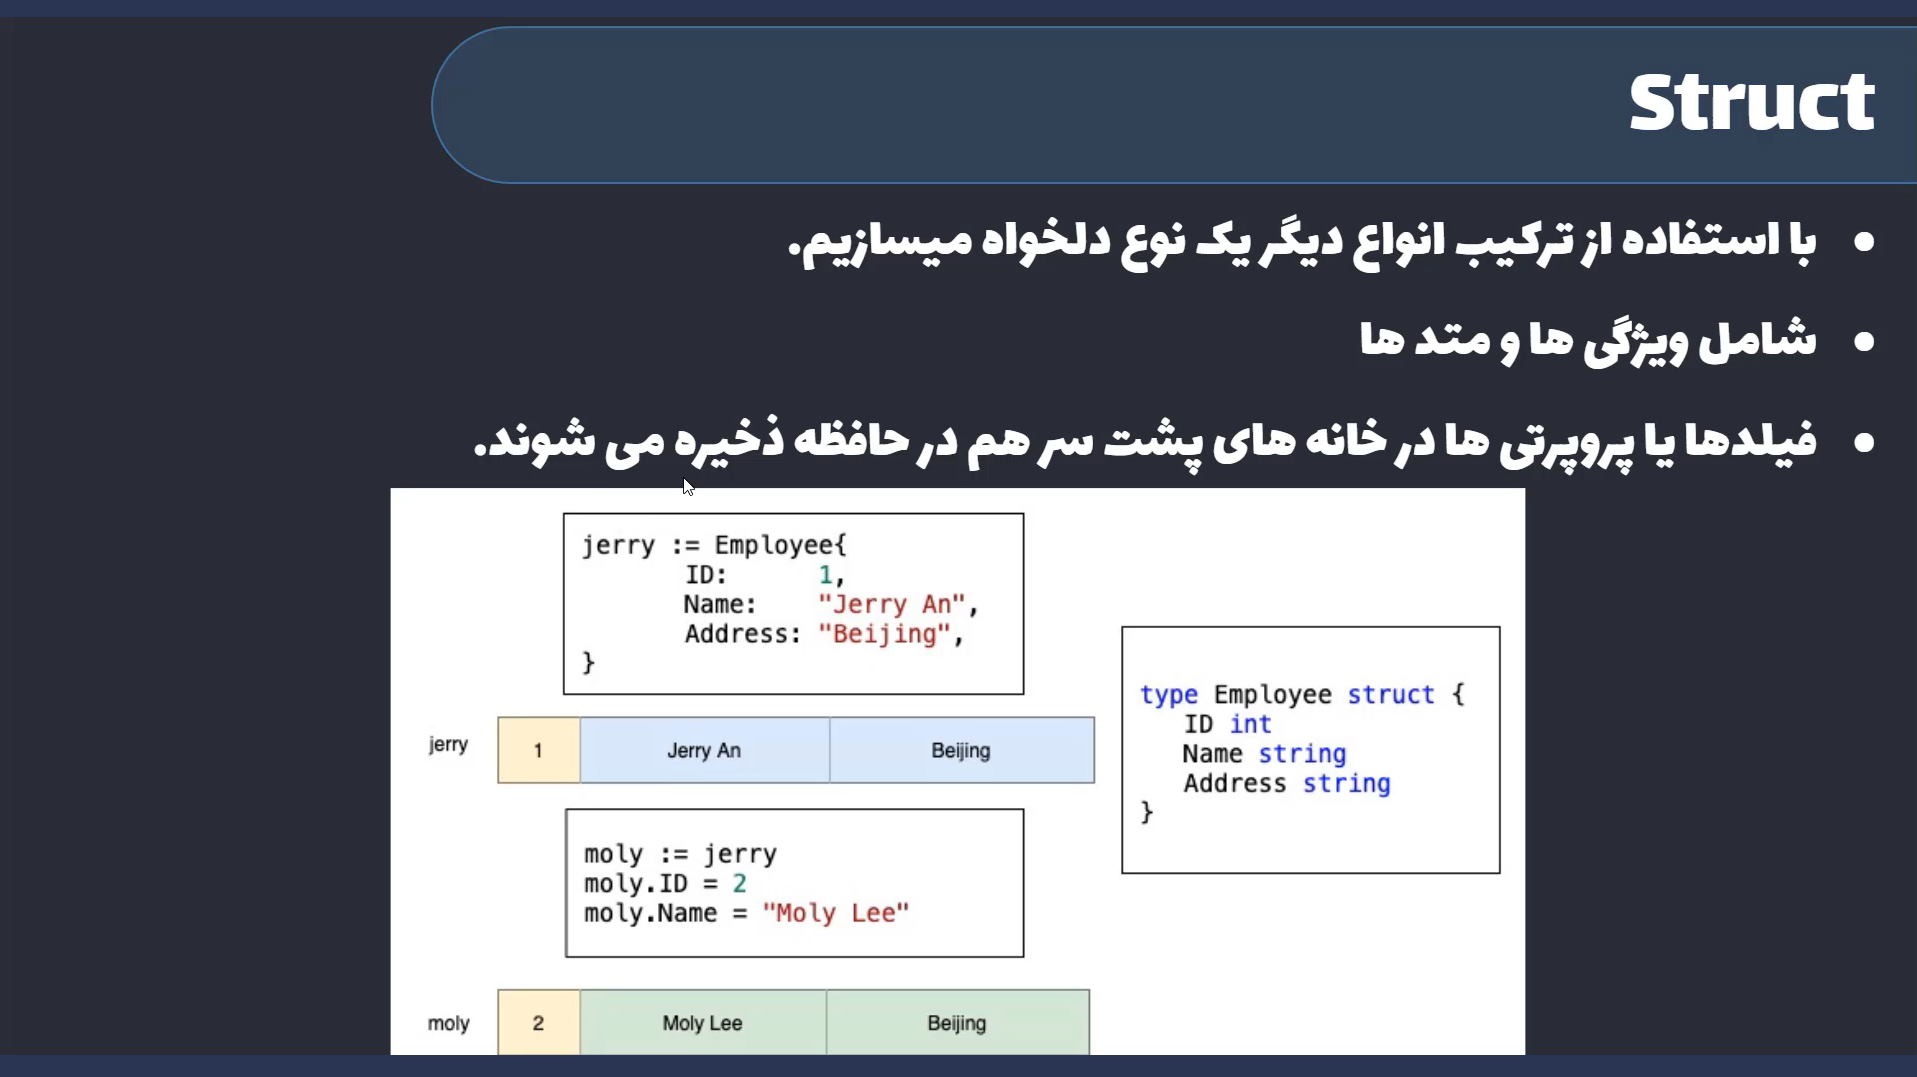 Struct
• با استفاده از ترکیب انواع دیگر یک نوع دلخواه میسازیم.
• شامل ویژگی ها و متد ها
• فیلدها یا پروپرتی ها در خانه های پشت سر هم در حافظه ذخیره می شوند.
jerry := Employee{
ID: 1,
Name: "Jerry An",
Address: "Beijing",
}
jerry 1 Jerry An Beijing
type Employee struct {
ID int
Name string
Address string
}
moly := jerry
moly.ID = 2
moly.Name = "Moly Lee"
moly 2 Moly Lee Beijing